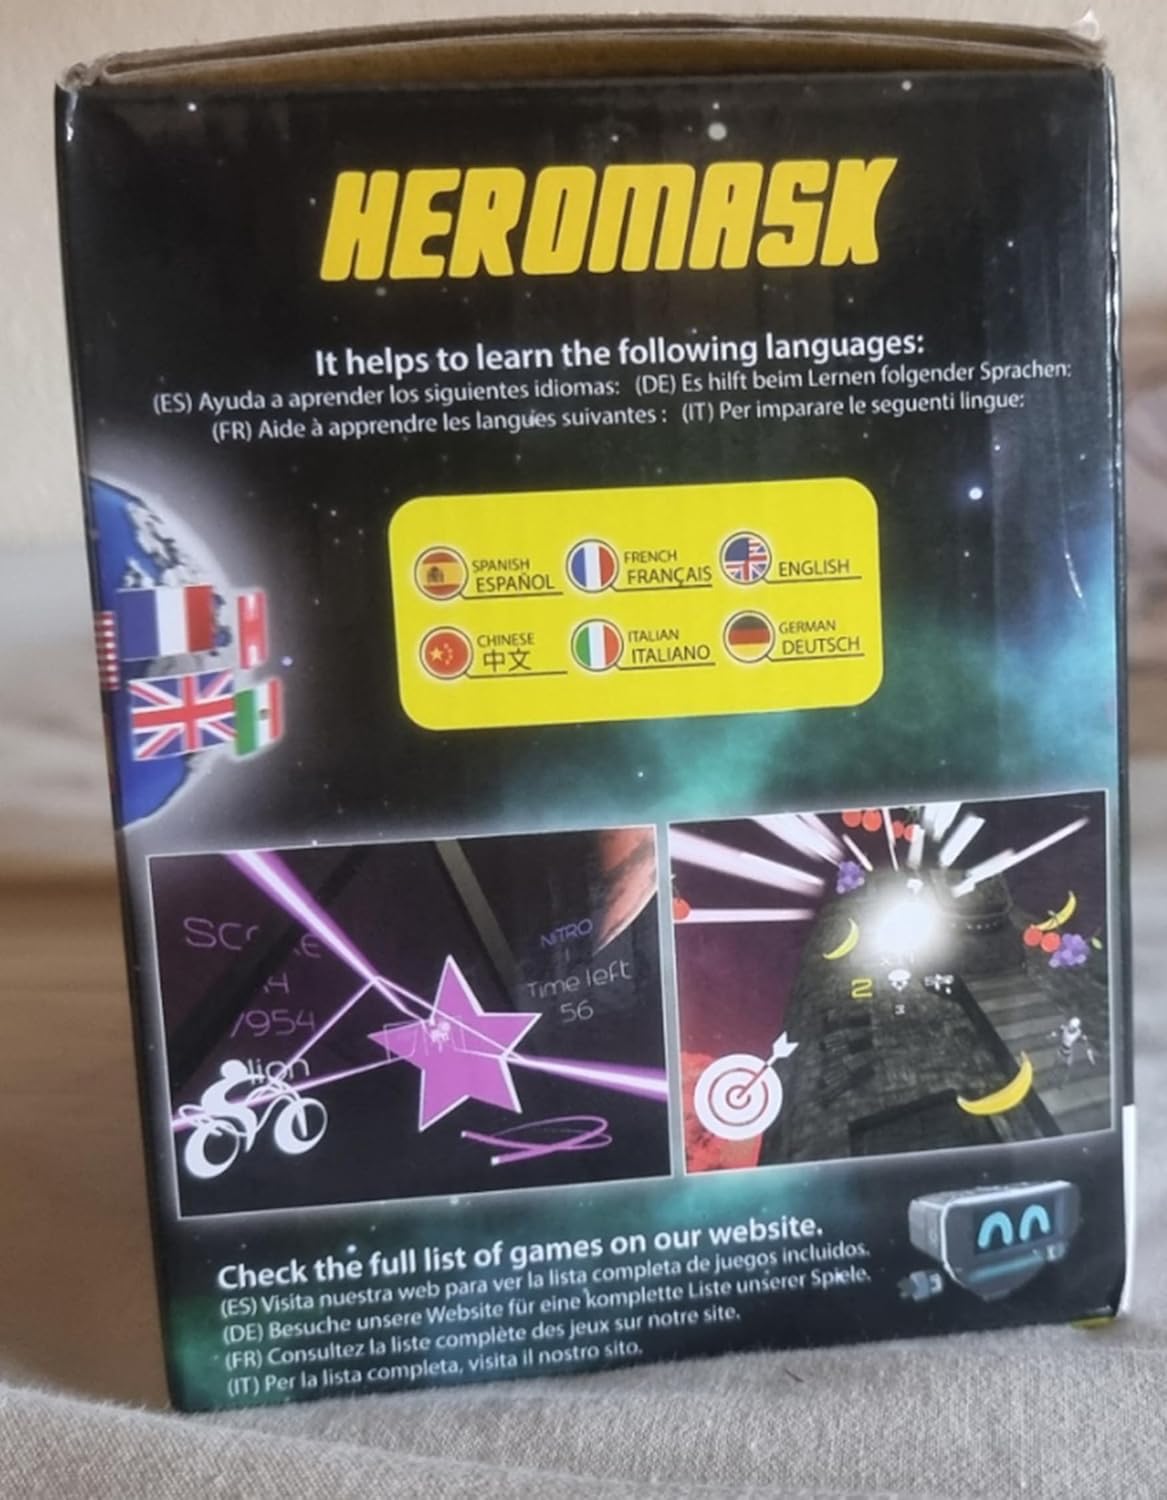 HEROMASK
It helps to learn the following languages:
(ES) Ayuda a aprender los siguientes idiomas: (DE) Es hilft beim Lernen folgender Sprachen:
(FR) Aide à apprendre les langues suivantes : (IT) Per imparare le seguenti lingue:
SPANISH
ESPAÑOL
FRENCH
FRANÇAIS
ENGLISH
CHINESE
中文
ITALIAN
ITALIANO
GERMAN
DEUTSCH
NITRO
1
Time left
56
7954
lion
2
Check the full list of games on our website.
(ES) Visita nuestra web para ver la lista completa de juegos incluidos.
(DE) Besuche unsere Website für eine komplette Liste unserer Spiele.
(FR) Consultez la liste complète des jeux sur notre site.
(IT) Per la lista completa, visita il nostro sito.